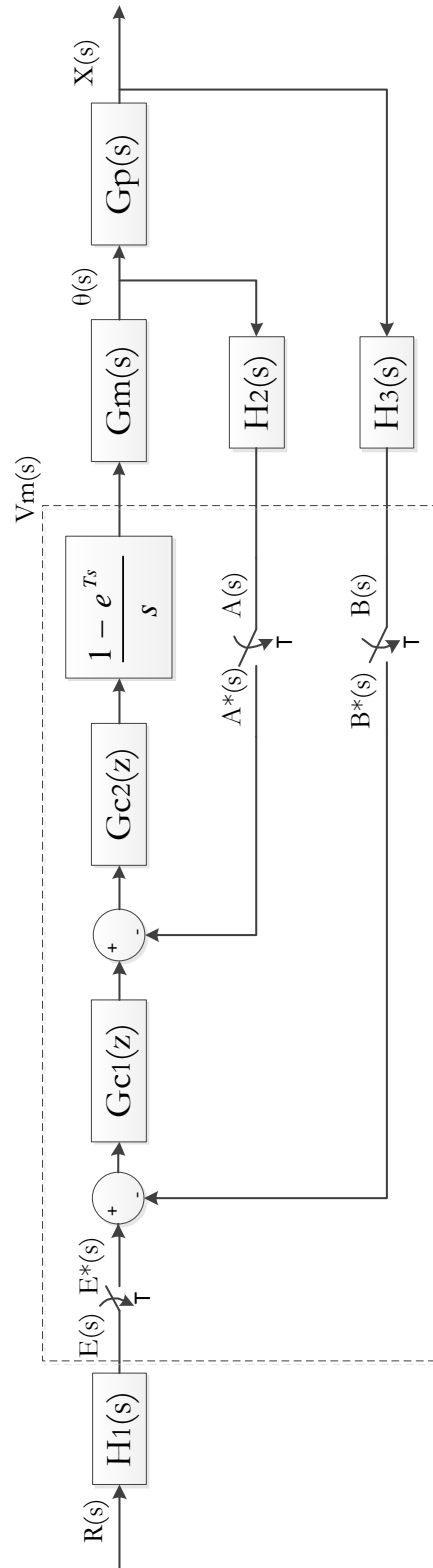 R(s)
H1(s)
E(s)
E*(s)
T
+
-
Gc1(z)
+
-
Gc2(z)
1 − e^{Ts}
s
Vm(s)
Gm(s)
θ(s)
Gp(s)
X(s)
A*(s)
A(s)
T
H2(s)
B*(s)
B(s)
T
H3(s)